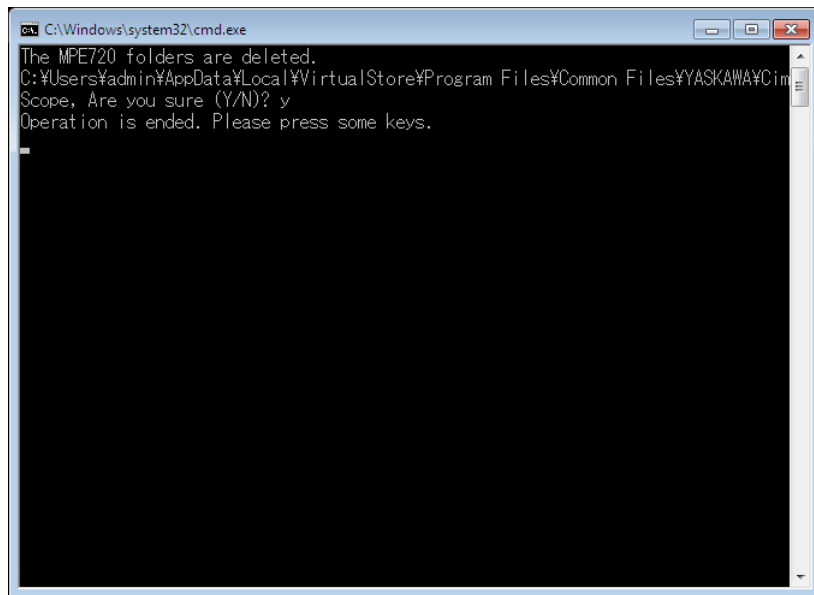 C:\Windows\system32\cmd.exe
The MPE720 folders are deleted.
C:¥Users¥admin¥AppData¥Local¥VirtualStore¥Program Files¥Common Files¥YASKAWA¥Cim
Scope, Are you sure (Y/N)? y
Operation is ended. Please press some keys.